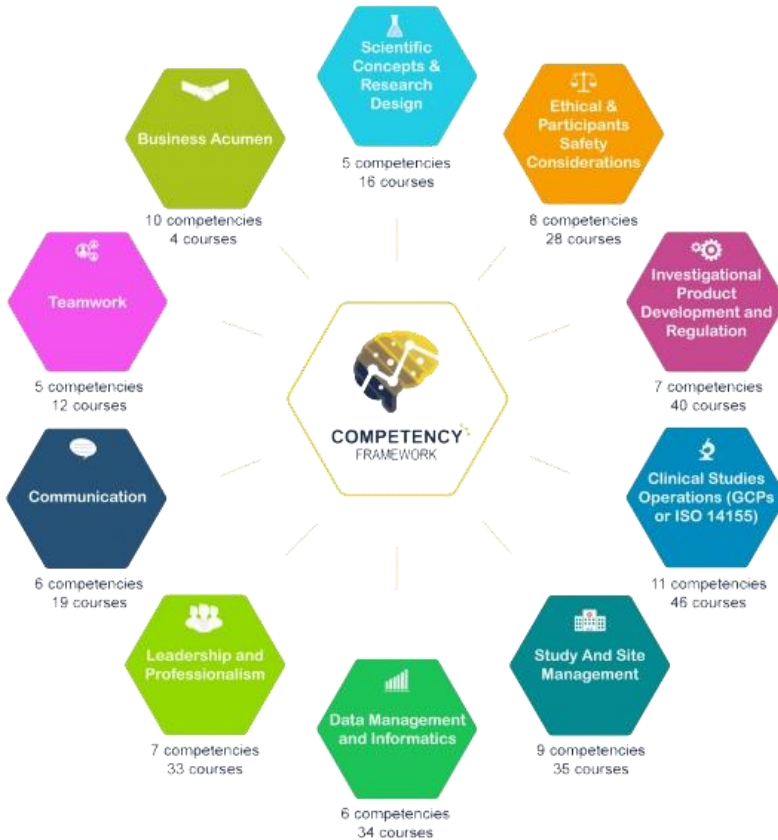 Scientific
Concepts &
Research
Design
5 competencies
16 courses
Ethical &
Participants
Safety
Considerations
8 competencies
28 courses
Investigational
Product
Development and
Regulation
7 competencies
40 courses
Clinical Studies
Operations (GCPs
or ISO 14155)
11 competencies
46 courses
Study And Site
Management
9 competencies
35 courses
Data Management
and Informatics
6 competencies
34 courses
Leadership and
Professionalism
7 competencies
33 courses
Communication
6 competencies
19 courses
Teamwork
5 competencies
12 courses
Business Acumen
10 competencies
4 courses
COMPETENCY
FRAMEWORK